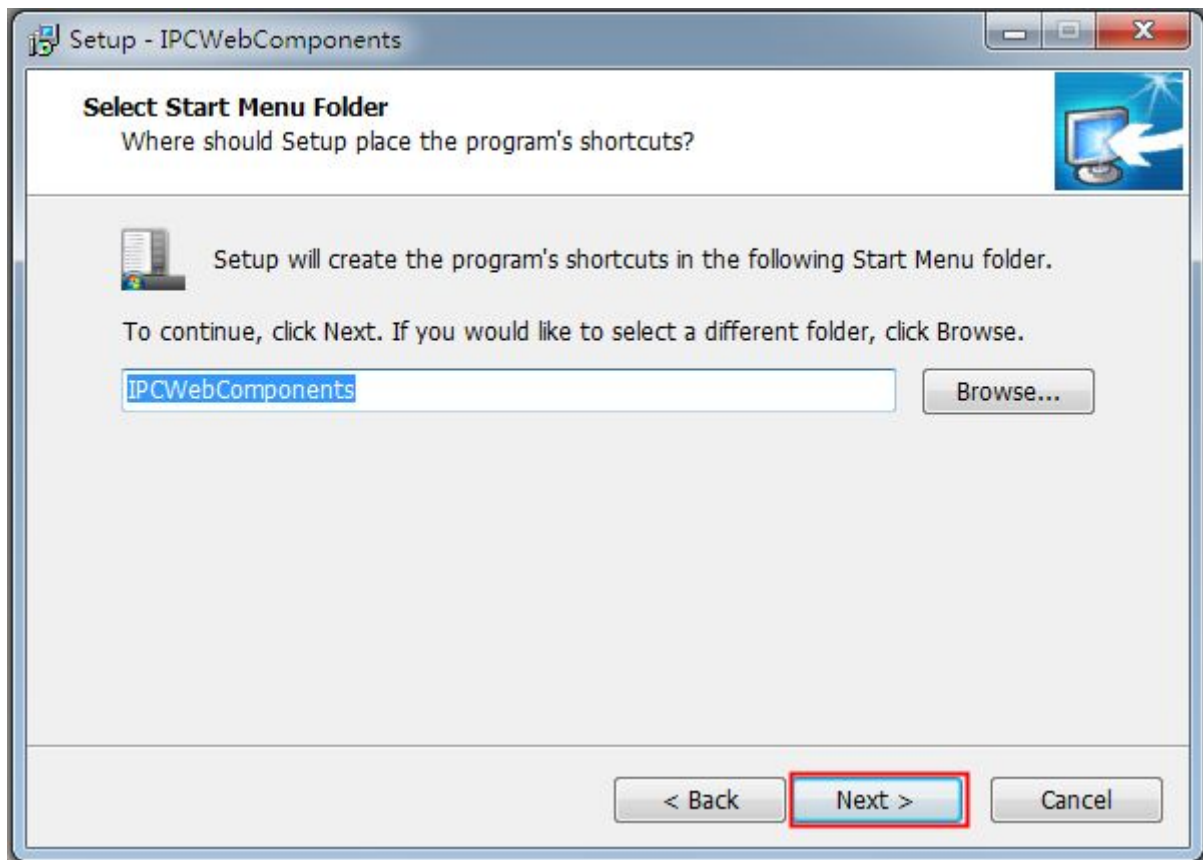 Setup - IPCWebComponents
Select Start Menu Folder
Where should Setup place the program's shortcuts?
Setup will create the program's shortcuts in the following Start Menu folder.
To continue, click Next. If you would like to select a different folder, click Browse.
IPCWebComponents
Browse...
< Back
Next >
Cancel